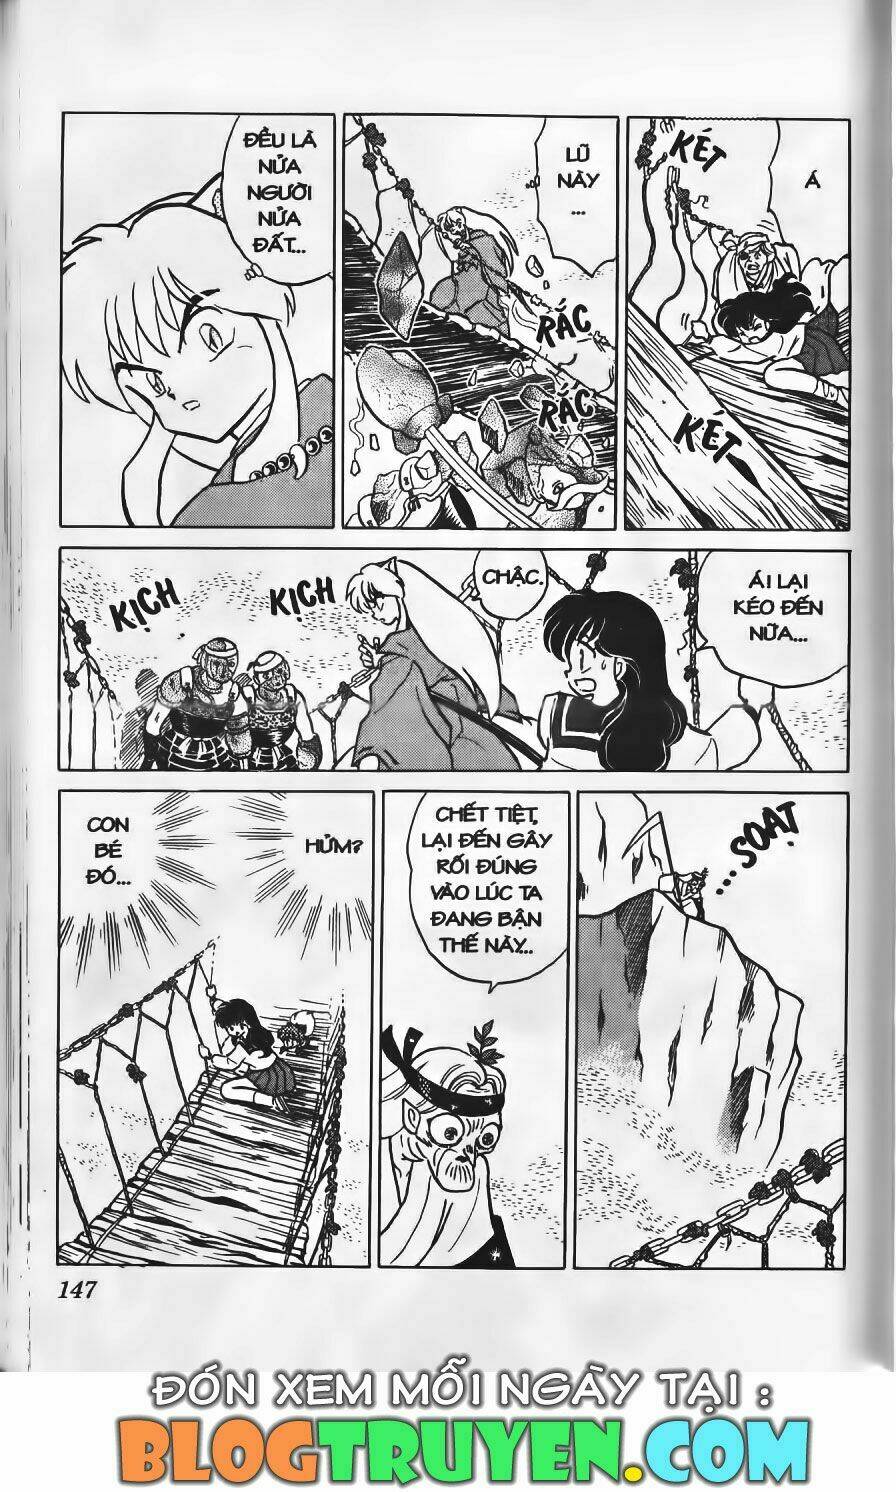 KÉT
Á
KÉT
LŨ
NÀY
...
RẮC
RẮC
ĐỀU LÀ
NỬA
NGƯỜI
NỬA
ĐẤT...
ÁI LẠI
KÉO ĐẾN
NỮA...
CHẬC.
KỊCH
KỊCH
...SOẠT
CHẾT TIỆT,
LẠI ĐẾN GÂY
RỐI ĐÚNG
VÀO LÚC TA
ĐANG BẬN
THẾ NÀY...
HỬM?
CON
BÉ
ĐÓ...
147
ĐÓN XEM MỖI NGÀY TẠI :
BLOGTRUYEN.COM